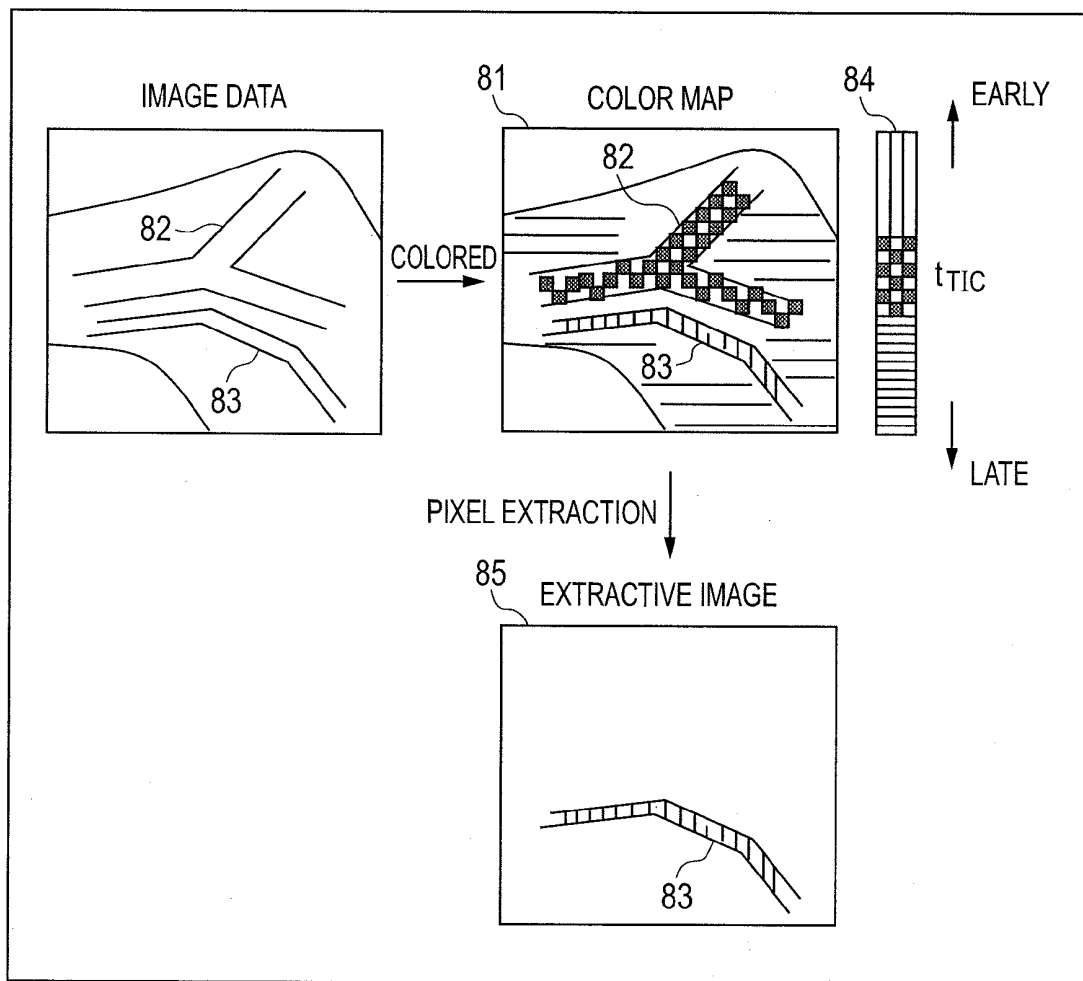 IMAGE DATA
81
COLOR MAP
84
EARLY
82
82
COLORED
t_TIC
83
83
LATE
PIXEL EXTRACTION
85
EXTRACTIVE IMAGE
83